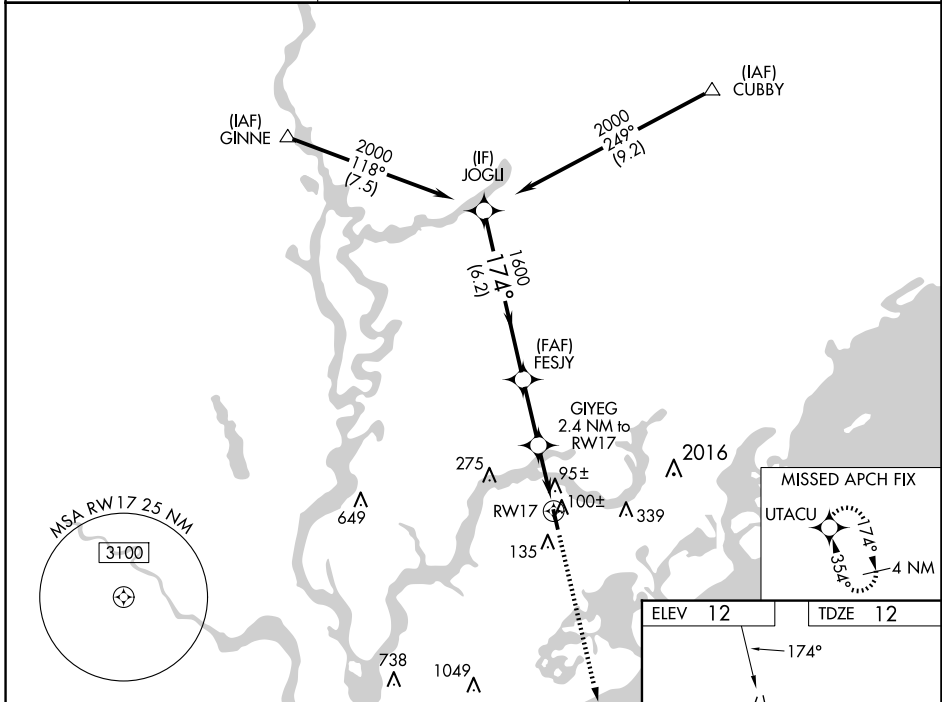 (IAF)
CUBBY
(IAF)
GINNE
2000
118°
(7.5)
2000
249°
(9.2)
(IF)
JOGLI
1600
174°
(6.2)
(FAF)
FESJY
GIYEG
2.4 NM to
RW17
275
95±
2016
649
RW17
100±
339
135
MSA RW17 25 NM
3100
MISSED APCH FIX
UTACU
174°
354°
4 NM
738
1049
ELEV 12
TDZE 12
174°